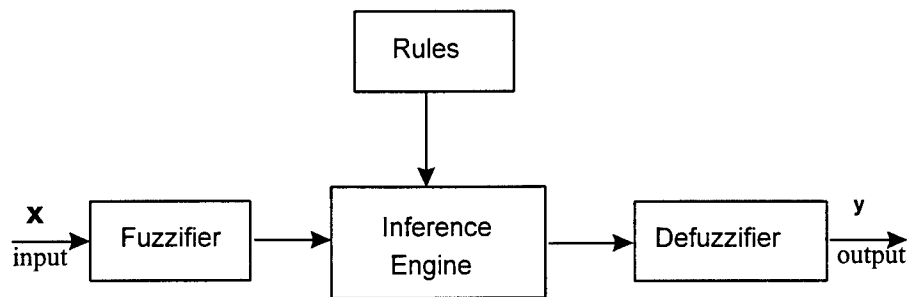 Rules
x
input
Fuzzifier
Inference
Engine
Defuzzifier
y
output